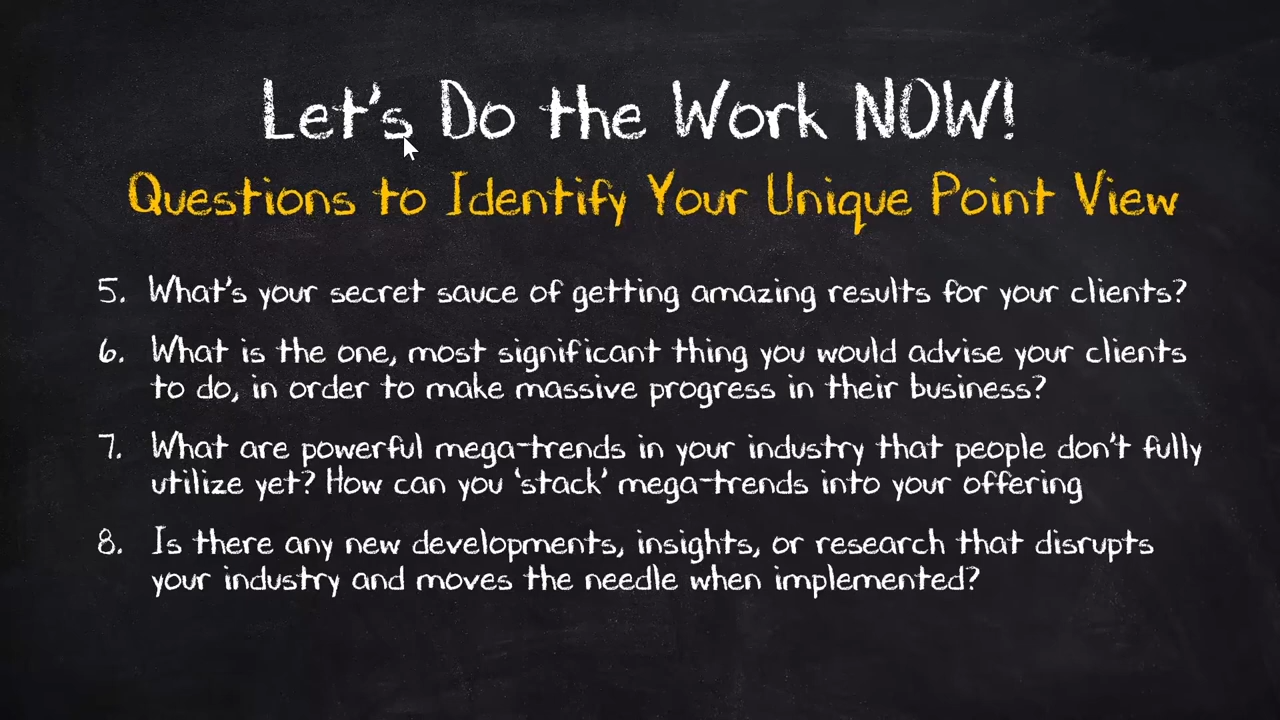 Let's Do the Work NOW!
Questions to Identify Your Unique Point View
5. What's your secret sauce of getting amazing results for your clients?
6. What is the one, most significant thing you would advise your clients
to do, in order to make massive progress in their business?
7. What are powerful mega-trends in your industry that people don't fully
utilize yet? How can you 'stack' mega-trends into your offering
8. Is there any new developments, insights, or research that disrupts
your industry and moves the needle when implemented?